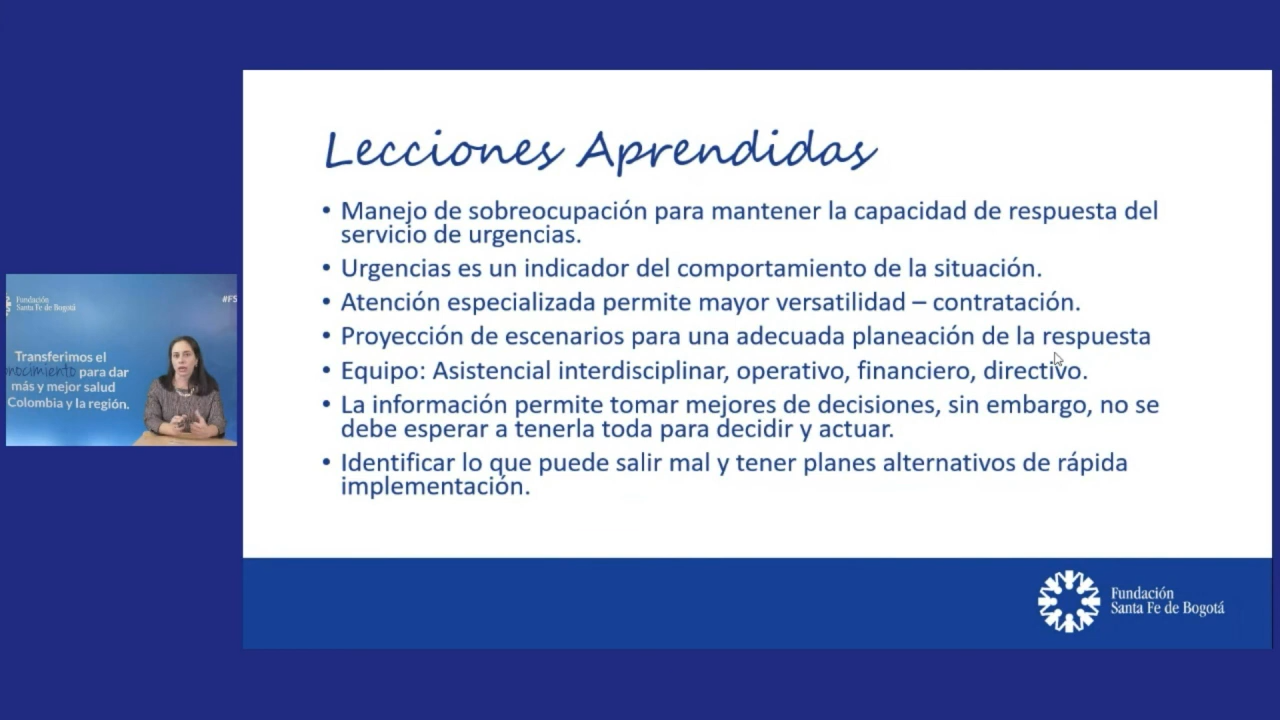 Lecciones Aprendidas
• Manejo de sobreocupación para mantener la capacidad de respuesta del
servicio de urgencias.
• Urgencias es un indicador del comportamiento de la situación.
• Atención especializada permite mayor versatilidad – contratación.
• Proyección de escenarios para una adecuada planeación de la respuesta
• Equipo: Asistencial interdisciplinar, operativo, financiero, directivo.
• La información permite tomar mejores de decisiones, sin embargo, no se
debe esperar a tenerla toda para decidir y actuar.
• Identificar lo que puede salir mal y tener planes alternativos de rápida
implementación.
Fundación
Santa Fe de Bogotá
#FS
Transferimos el
onocimiento para dar
más y mejor salud
Colombia y la región.
Fundación
Santa Fe de Bogotá